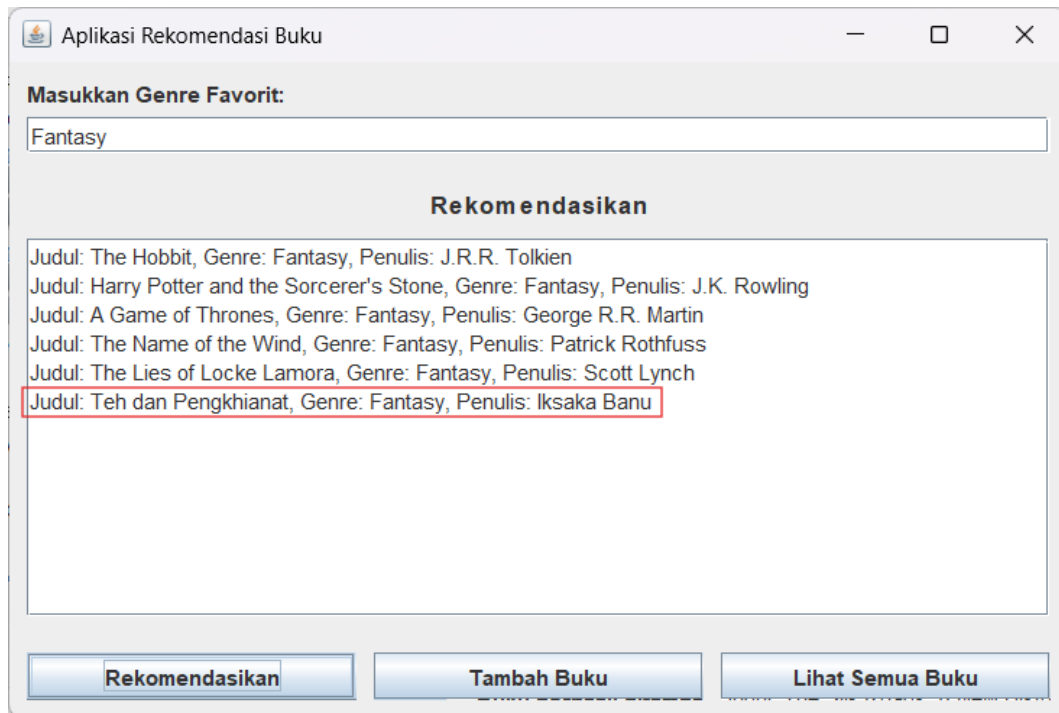 Aplikasi Rekomendasi Buku
Masukkan Genre Favorit:
Fantasy
Rekomendasikan
Judul: The Hobbit, Genre: Fantasy, Penulis: J.R.R. Tolkien
Judul: Harry Potter and the Sorcerer's Stone, Genre: Fantasy, Penulis: J.K. Rowling
Judul: A Game of Thrones, Genre: Fantasy, Penulis: George R.R. Martin
Judul: The Name of the Wind, Genre: Fantasy, Penulis: Patrick Rothfuss
Judul: The Lies of Locke Lamora, Genre: Fantasy, Penulis: Scott Lynch
Judul: Teh dan Pengkhianat, Genre: Fantasy, Penulis: Iksaka Banu
Rekomendasikan Tambah Buku Lihat Semua Buku